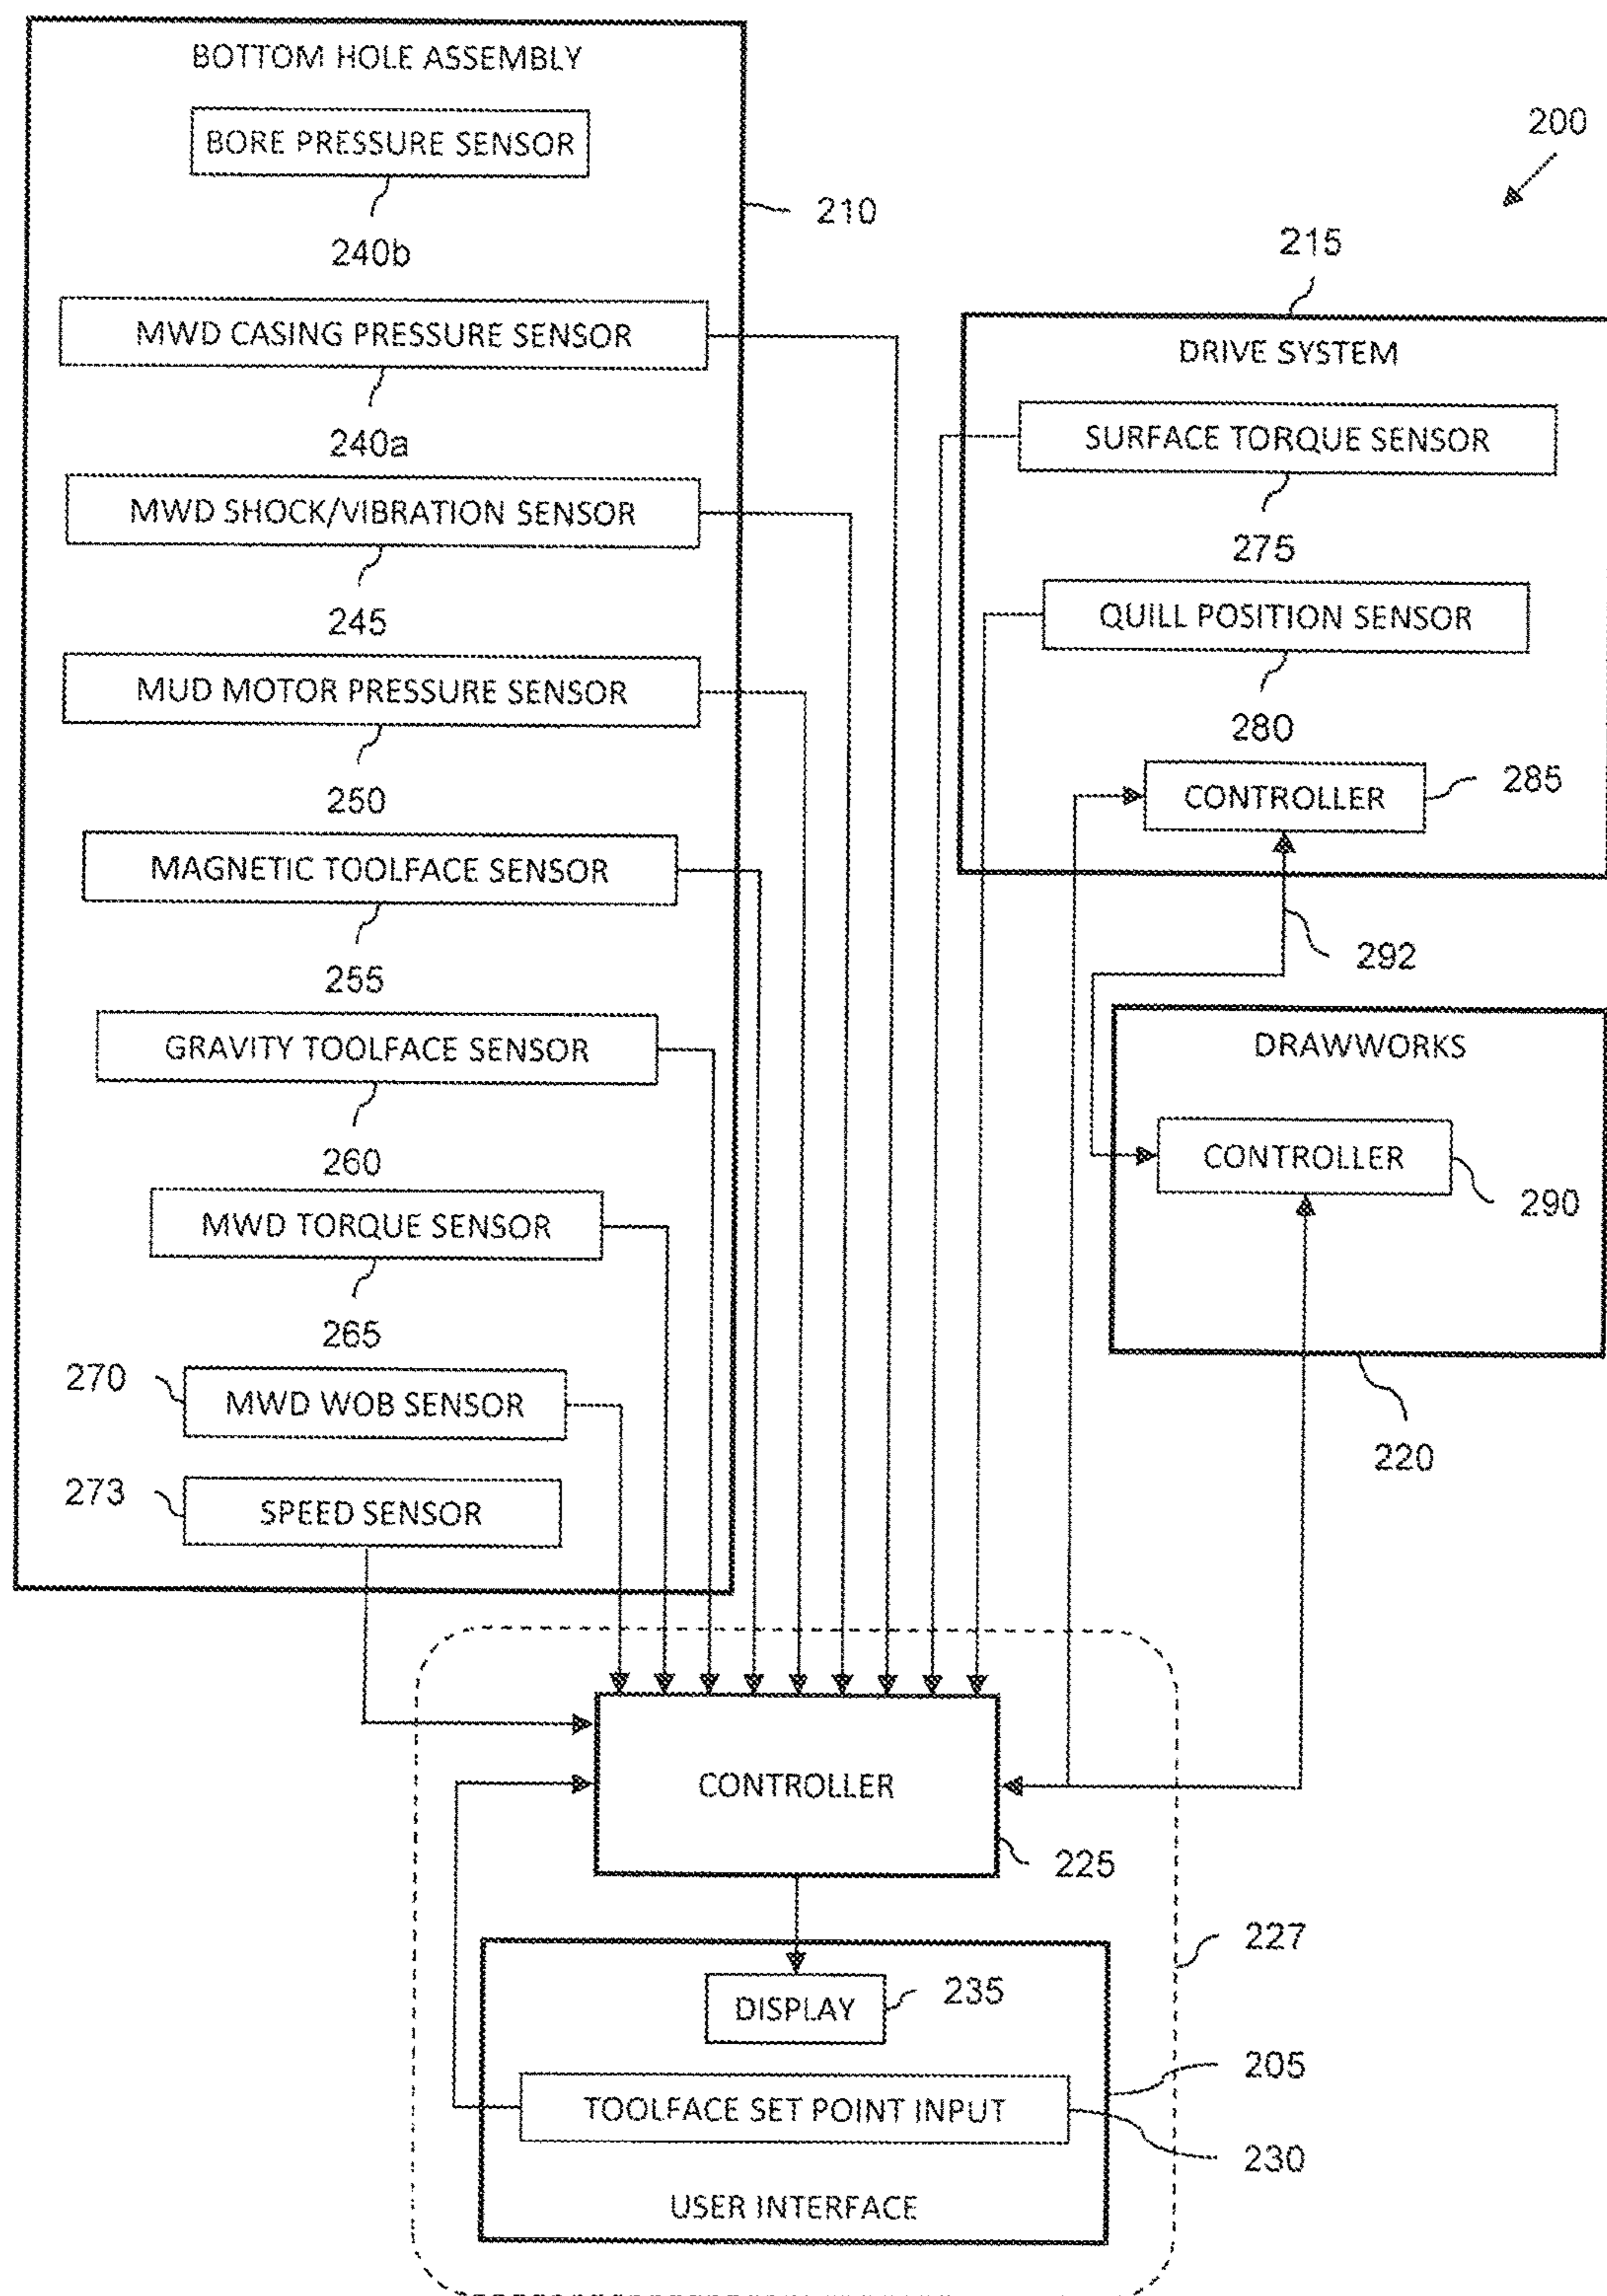 BOTTOM HOLE ASSEMBLY
BORE PRESSURE SENSOR
240b
210
MWD CASING PRESSURE SENSOR
240a
MWD SHOCK/VIBRATION SENSOR
245
MUD MOTOR PRESSURE SENSOR
250
MAGNETIC TOOLFACE SENSOR
255
GRAVITY TOOLFACE SENSOR
260
MWD TORQUE SENSOR
265
270
MWD WOB SENSOR
273
SPEED SENSOR
200
215
DRIVE SYSTEM
SURFACE TORQUE SENSOR
275
QUILL POSITION SENSOR
280
CONTROLLER
285
292
DRAWWORKS
CONTROLLER
290
220
CONTROLLER
225
227
DISPLAY
235
205
TOOLFACE SET POINT INPUT
230
USER INTERFACE